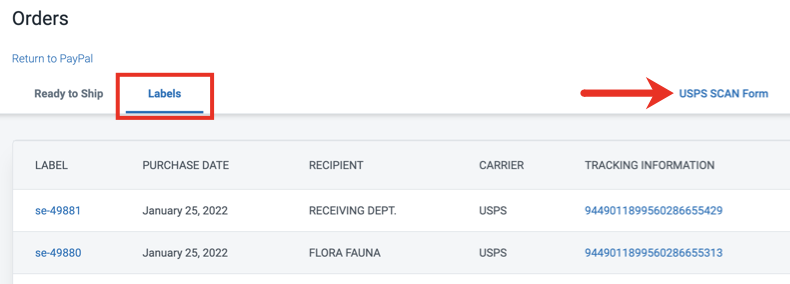 Orders
Return to PayPal
Ready to Ship Labels USPS SCAN Form
LABEL PURCHASE DATE RECIPIENT CARRIER TRACKING INFORMATION
se-49881 January 25, 2022 RECEIVING DEPT. USPS 9449011899560286655429
se-49880 January 25, 2022 FLORA FAUNA USPS 9449011899560286655313